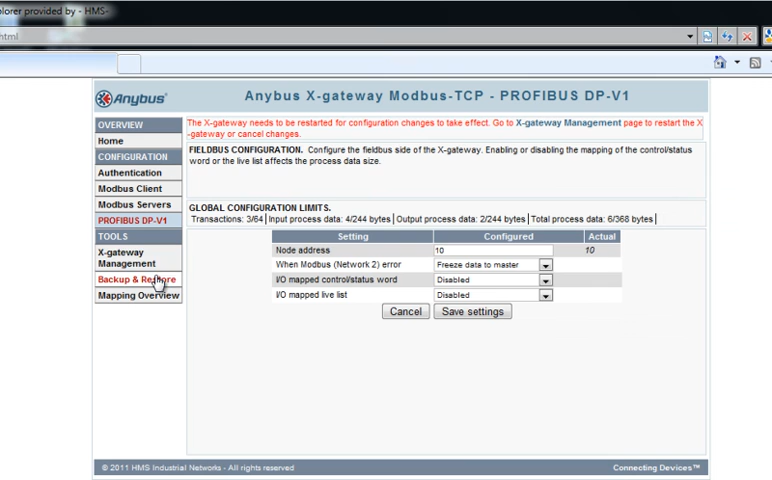 plorer provided by - HMS-
html
Anybus
Anybus X-gateway Modbus-TCP - PROFIBUS DP-V1
OVERVIEW
Home
CONFIGURATION
Authentication
Modbus Client
Modbus Servers
PROFIBUS DP-V1
TOOLS
X-gateway
Management
Backup & Restore
Mapping Overview
The X-gateway needs to be restarted for configuration changes to take effect. Go to X-gateway Management page to restart the X
-gateway or cancel changes.
FIELDBUS CONFIGURATION. Configure the fieldbus side of the X-gateway. Enabling or disabling the mapping of the control/status
word or the live list affects the process data size.
GLOBAL CONFIGURATION LIMITS.
Transactions: 3/64 | Input process data: 4/244 bytes | Output process data: 2/244 bytes | Total process data: 6/368 bytes |
Setting Configured Actual
Node address 10 10
When Modbus (Network 2) error Freeze data to master
I/O mapped control/status word Disabled
I/O mapped live list Disabled
Cancel Save settings
© 2011 HMS Industrial Networks - All rights reserved Connecting Devices™